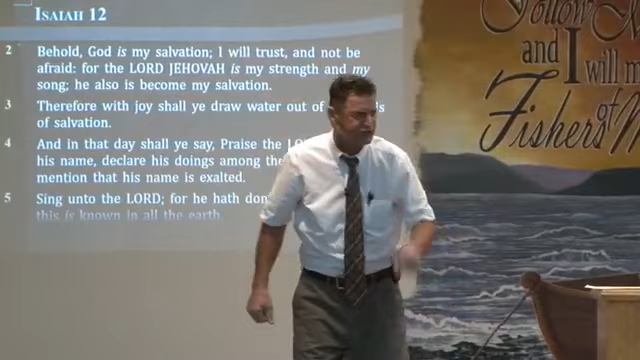 ISAIAH 12
2 Behold, God is my salvation; I will trust, and not be
afraid: for the LORD JEHOVAH is my strength and my
song; he also is become my salvation.
3 Therefore with joy shall ye draw water out of
of salvation.
4 And in that day shall ye say, Praise the
his name, declare his doings among the
mention that his name is exalted.
5 Sing unto the LORD; for he hath
this is known in all the earth.
Follow
and I will
Fishers
of